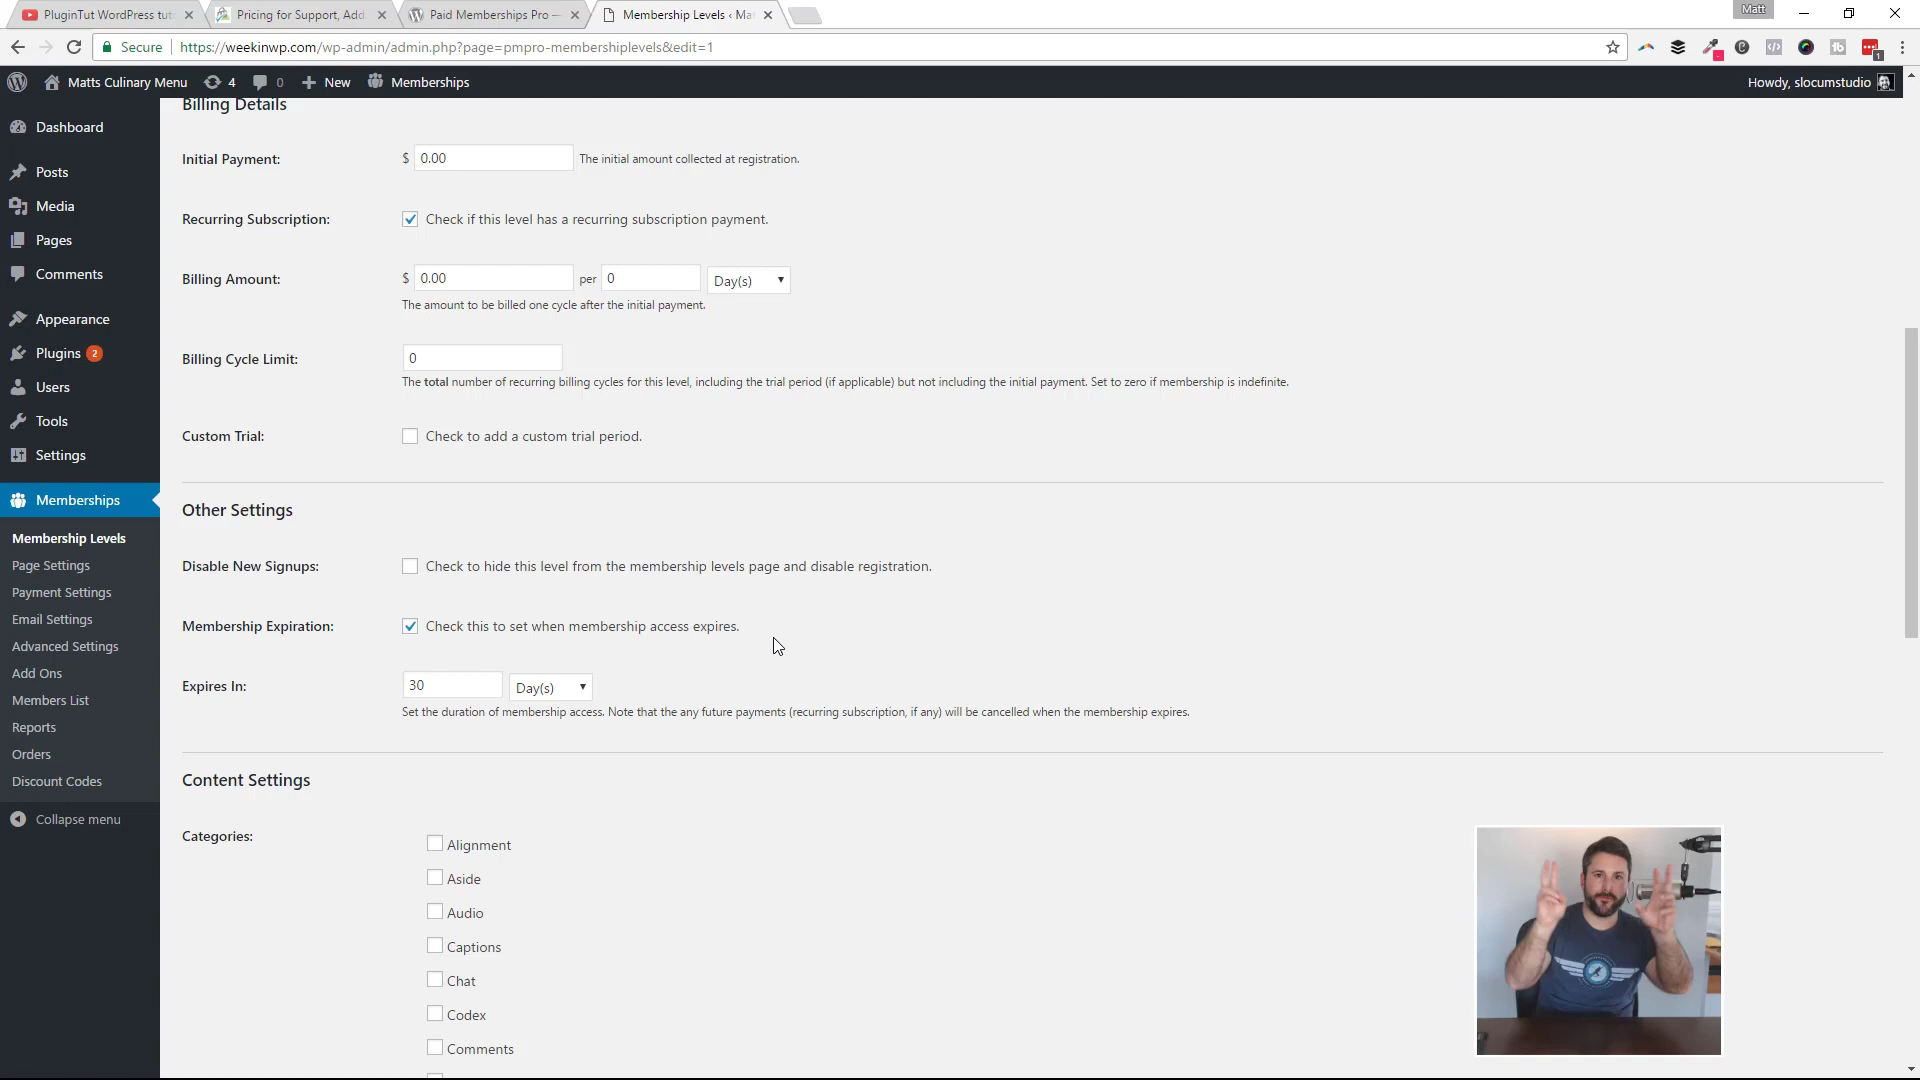 PluginTut WordPress tut
Pricing for Support, Add
Paid Memberships Pro —
Membership Levels ‹ Ma
Matt
Secure
https://weekinwp.com/wp-admin/admin.php?page=pmpro-membershiplevels&edit=1
1
Matts Culinary Menu
4
0
New
Memberships
Howdy, slocumstudio
Dashboard
Posts
Media
Pages
Comments
Appearance
Plugins 2
Users
Tools
Settings
Memberships
Membership Levels
Page Settings
Payment Settings
Email Settings
Advanced Settings
Add Ons
Members List
Reports
Orders
Discount Codes
Collapse menu
Billing Details
Initial Payment: $ 0.00 The initial amount collected at registration.
Recurring Subscription: Check if this level has a recurring subscription payment.
Billing Amount: $ 0.00 per 0 Day(s)
The amount to be billed one cycle after the initial payment.
Billing Cycle Limit: 0
The total number of recurring billing cycles for this level, including the trial period (if applicable) but not including the initial payment. Set to zero if membership is indefinite.
Custom Trial: Check to add a custom trial period.
Other Settings
Disable New Signups: Check to hide this level from the membership levels page and disable registration.
Membership Expiration: Check this to set when membership access expires.
Expires In: 30 Day(s)
Set the duration of membership access. Note that the any future payments (recurring subscription, if any) will be cancelled when the membership expires.
Content Settings
Categories:
Alignment
Aside
Audio
Captions
Chat
Codex
Comments